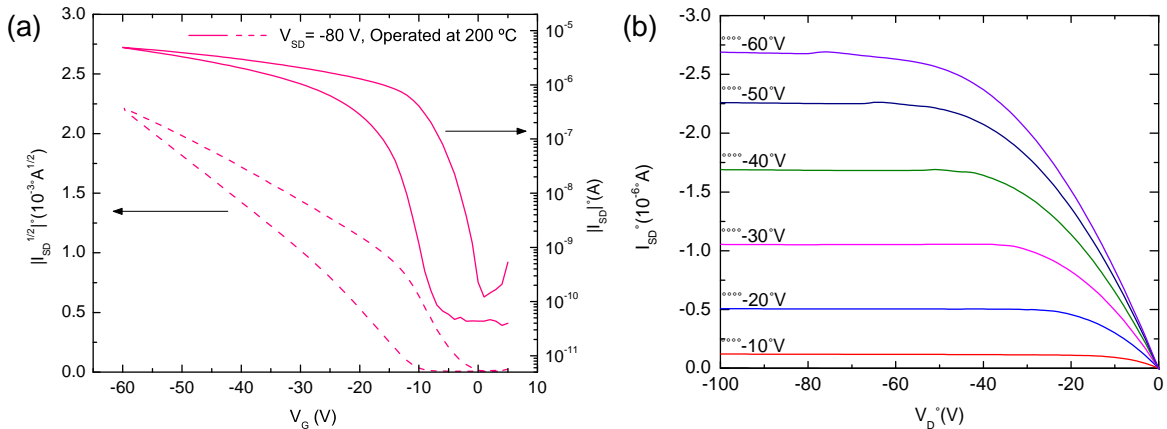 (a)
V_SD= -80 V, Operated at 200 ºC
3.0
2.5
2.0
1.5
1.0
0.5
0.0
|I_SD^1/2|°(10^-3°A^1/2)
10^-5
10^-6
10^-7
10^-8
10^-9
10^-10
10^-11
|I_SD|°(A)
-60 -50 -40 -30 -20 -10 0 10
V_G (V)
(b)
-3.0
-2.5
-2.0
-1.5
-1.0
-0.5
0.0
I_SD° (10^-6°A)
°°°°-60°V
°°°°-50°V
°°°°-40°V
°°°°-30°V
°°°°-20°V
°°°°-10°V
-100 -80 -60 -40 -20 0
V_D°(V)